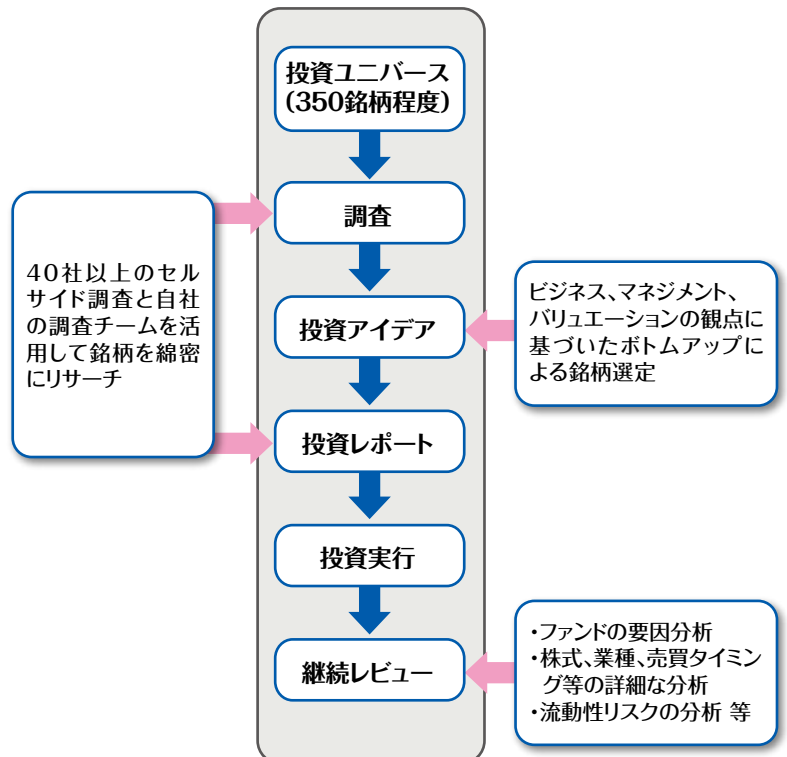 投資ユニバース
(350銘柄程度)
調査
40社以上のセル
サイド調査と自社
の調査チームを活
用して銘柄を綿密
にリサーチ
投資アイデア
ビジネス、マネジメント、
バリュエーションの観点に
基づいたボトムアップに
よる銘柄選定
投資レポート
投資実行
継続レビュー
・ファンドの要因分析
・株式、業種、売買タイミン
グ等の詳細な分析
・流動性リスクの分析 等